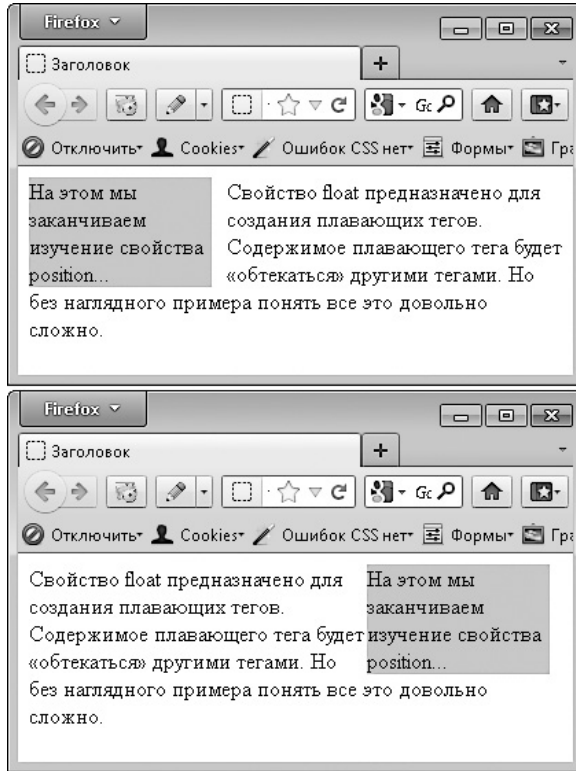 Firefox
Заголовок
Gc
Отключить Cookies Ошибок CSS нет Формы Гра
На этом мы
заканчиваем
изучение свойства
position...
Свойство float предназначено для
создания плавающих тегов.
Содержимое плавающего тега будет
«обтекаться» другими тегами. Но
без наглядного примера понять все это довольно
сложно.
Firefox
Заголовок
Gc
Отключить Cookies Ошибок CSS нет Формы Гра
Свойство float предназначено для
создания плавающих тегов.
Содержимое плавающего тега будет
«обтекаться» другими тегами. Но
без наглядного примера понять все это довольно
сложно.
На этом мы
заканчиваем
изучение свойства
position...